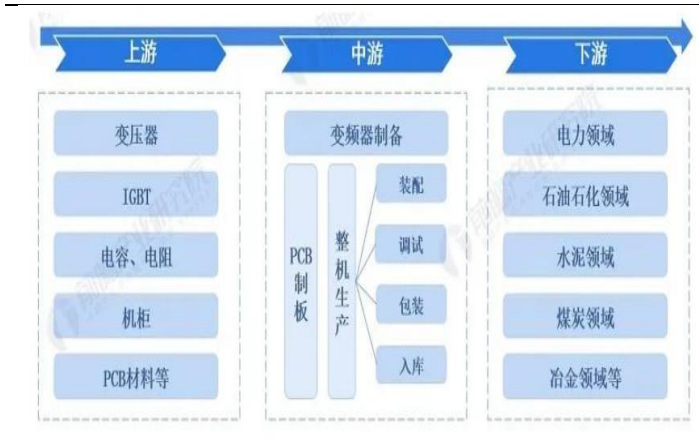 上游
中游
下游
变压器
IGBT
电容、电阻
机柜
PCB材料等
变频器制备
PCB制板
整机生产
装配
调试
包装
入库
电力领域
石油石化领域
水泥领域
煤炭领域
冶金领域等